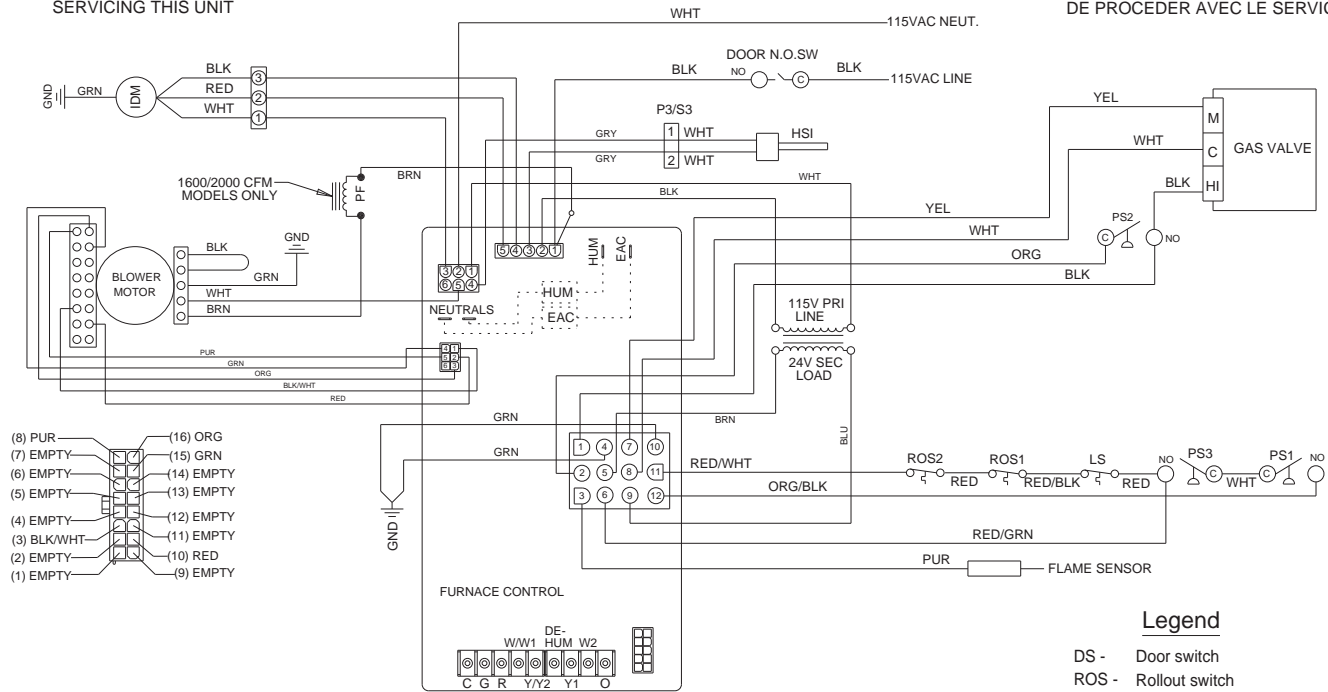 SERVICING THIS UNIT
DE PROCEDER AVEC LE SERVIC
WHT
115VAC NEUT.
DOOR N.O.SW
BLK
NO
C
BLK
115VAC LINE
GND
GRN
IDM
BLK
RED
WHT
3
2
1
P3/S3
GRY
1 WHT
GRY
2 WHT
HSI
YEL
M
WHT
C
GAS VALVE
BLK
HI
1600/2000 CFM
MODELS ONLY
PF
BRN
WHT
BLK
YEL
WHT
ORG
BLK
PS2
C
NO
BLOWER
MOTOR
BLK
GND
GRN
WHT
BRN
5 4 3 2 1
HUM
EAC
3 2 1
6 5 4
NEUTRALS
HUM
EAC
115V PRI
LINE
24V SEC
LOAD
4 1
5 2
6 3
PUR
GRN
ORG
BLK/WHT
RED
GRN
GRN
GND
BRN
BLU
1 4 7 10
2 5 8 11
3 6 9 12
RED/WHT
ROS2
RED
ROS1
RED/BLK
LS
RED
NO
PS3
C
WHT
C
PS1
NO
ORG/BLK
RED/GRN
PUR
FLAME SENSOR
(8) PUR
(7) EMPTY
(6) EMPTY
(5) EMPTY
(4) EMPTY
(3) BLK/WHT
(2) EMPTY
(1) EMPTY
(16) ORG
(15) GRN
(14) EMPTY
(13) EMPTY
(12) EMPTY
(11) EMPTY
(10) RED
(9) EMPTY
FURNACE CONTROL
DE-
W/W1 HUM W2
C G R Y/Y2 Y1 O
Legend
DS - Door switch
ROS - Rollout switch